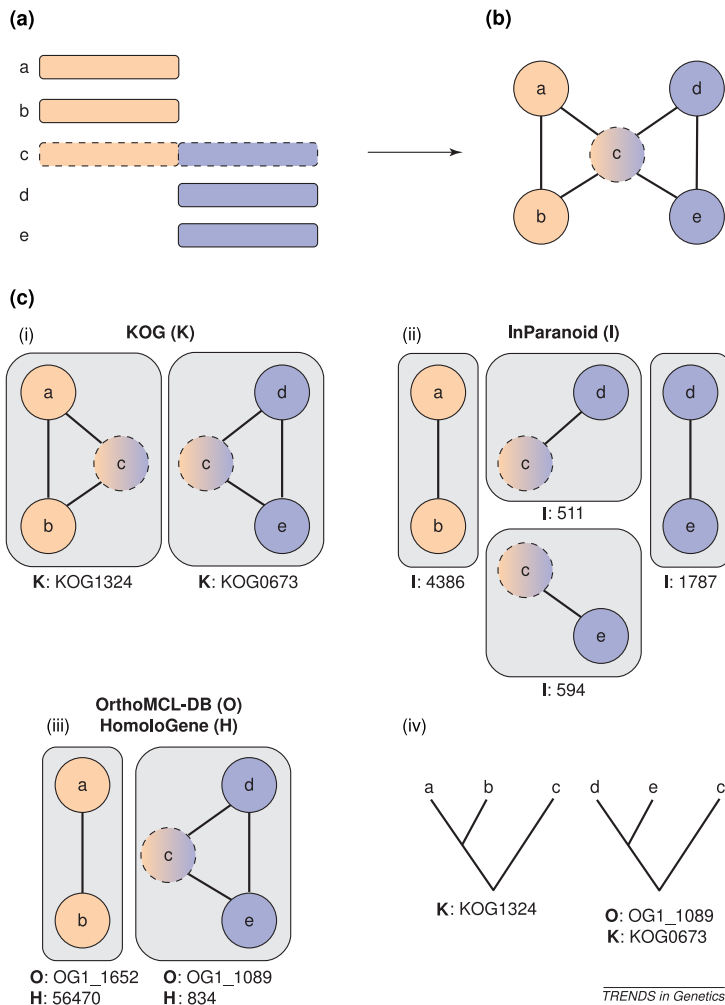 (a)
a
b
c
d
e
(b)
a
d
c
b
e
(c)
(i)
KOG (K)
a
c
b
K: KOG1324
d
c
e
K: KOG0673
(ii)
InParanoid (I)
a
b
I: 4386
d
c
I: 511
c
e
I: 594
d
e
I: 1787
OrthoMCL-DB (O)
(iii) HomoloGene (H)
a
b
O: OG1_1652
H: 56470
d
c
e
O: OG1_1089
H: 834
(iv)
a b c
K: KOG1324
d e c
O: OG1_1089
K: KOG0673
TRENDS in Genetics